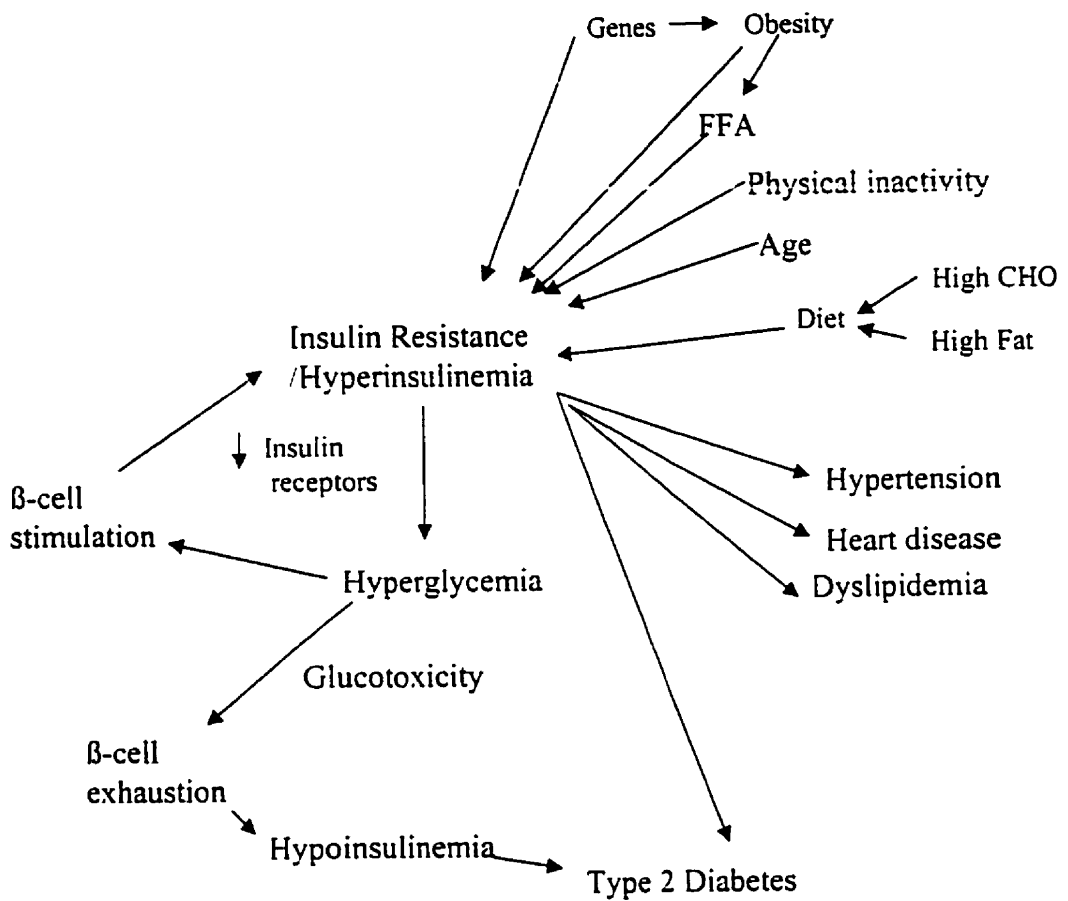 Genes
Obesity
FFA
Physical inactivity
Age
High CHO
Diet
High Fat
Insulin Resistance
/Hyperinsulinemia
Insulin
receptors
ß-cell
stimulation
Hypertension
Heart disease
Dyslipidemia
Hyperglycemia
Glucotoxicity
ß-cell
exhaustion
Hypoinsulinemia
Type 2 Diabetes